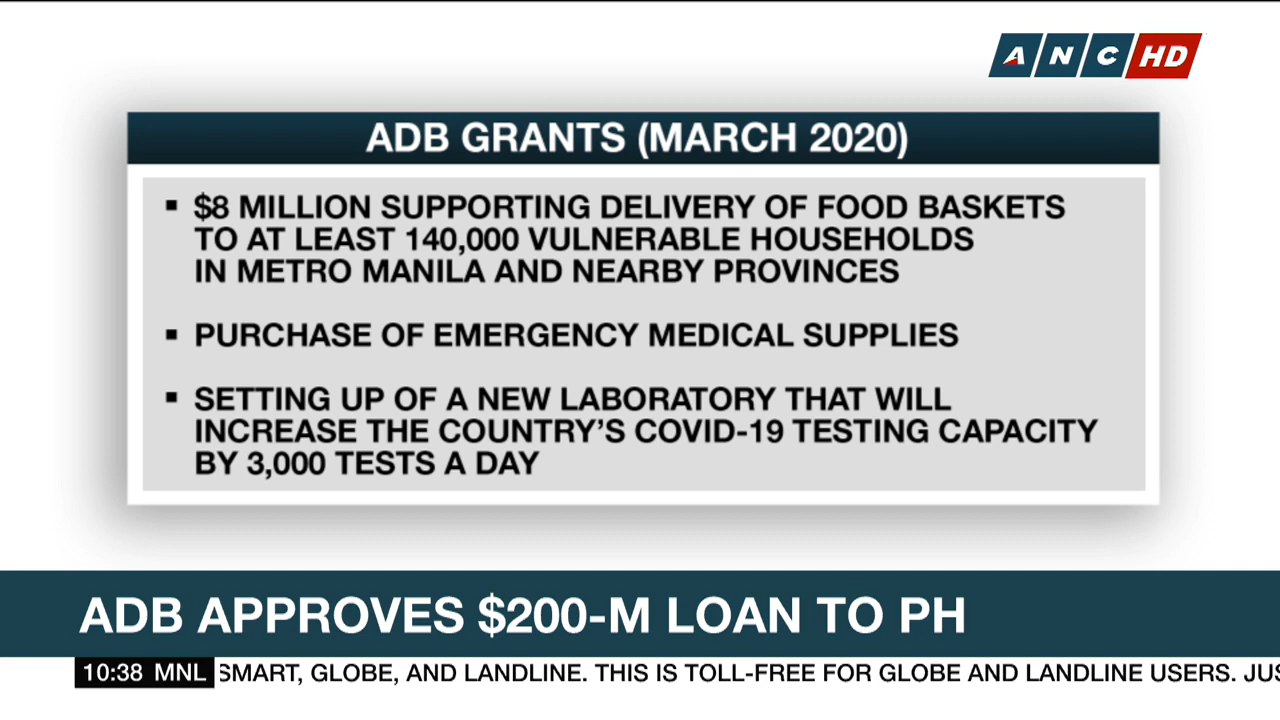 ANC HD
ADB GRANTS (MARCH 2020)
▪ $8 MILLION SUPPORTING DELIVERY OF FOOD BASKETS
TO AT LEAST 140,000 VULNERABLE HOUSEHOLDS
IN METRO MANILA AND NEARBY PROVINCES
▪ PURCHASE OF EMERGENCY MEDICAL SUPPLIES
▪ SETTING UP OF A NEW LABORATORY THAT WILL
INCREASE THE COUNTRY'S COVID-19 TESTING CAPACITY
BY 3,000 TESTS A DAY
ADB APPROVES $200-M LOAN TO PH
10:38 MNL SMART, GLOBE, AND LANDLINE. THIS IS TOLL-FREE FOR GLOBE AND LANDLINE USERS. JUS